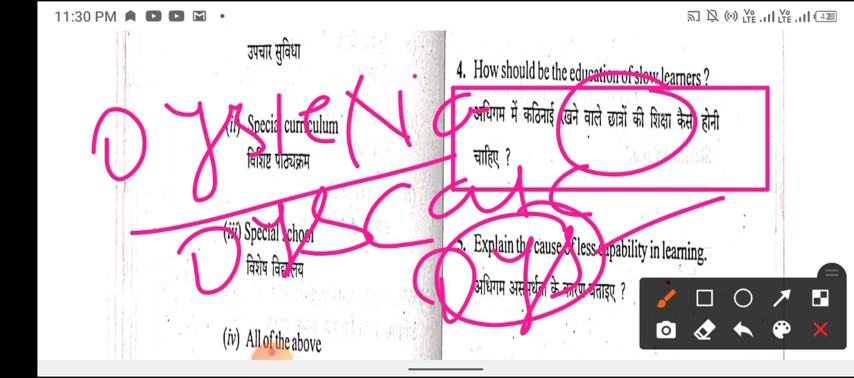 11:30 PM
उपचार सुविधा
(ii) Special curriculum
विशिष्ट पाठ्यक्रम
(iii) Special school
विशेष विद्यालय
(iv) All of the above
4. How should be the education of slow learners ?
अधिगम में कठिनाई रखने वाले छात्रों की शिक्षा कैसी होनी
चाहिए ?
5. Explain the cause of less capability in learning.
अधिगम असमर्थता के कारण बताइए ?
Dys